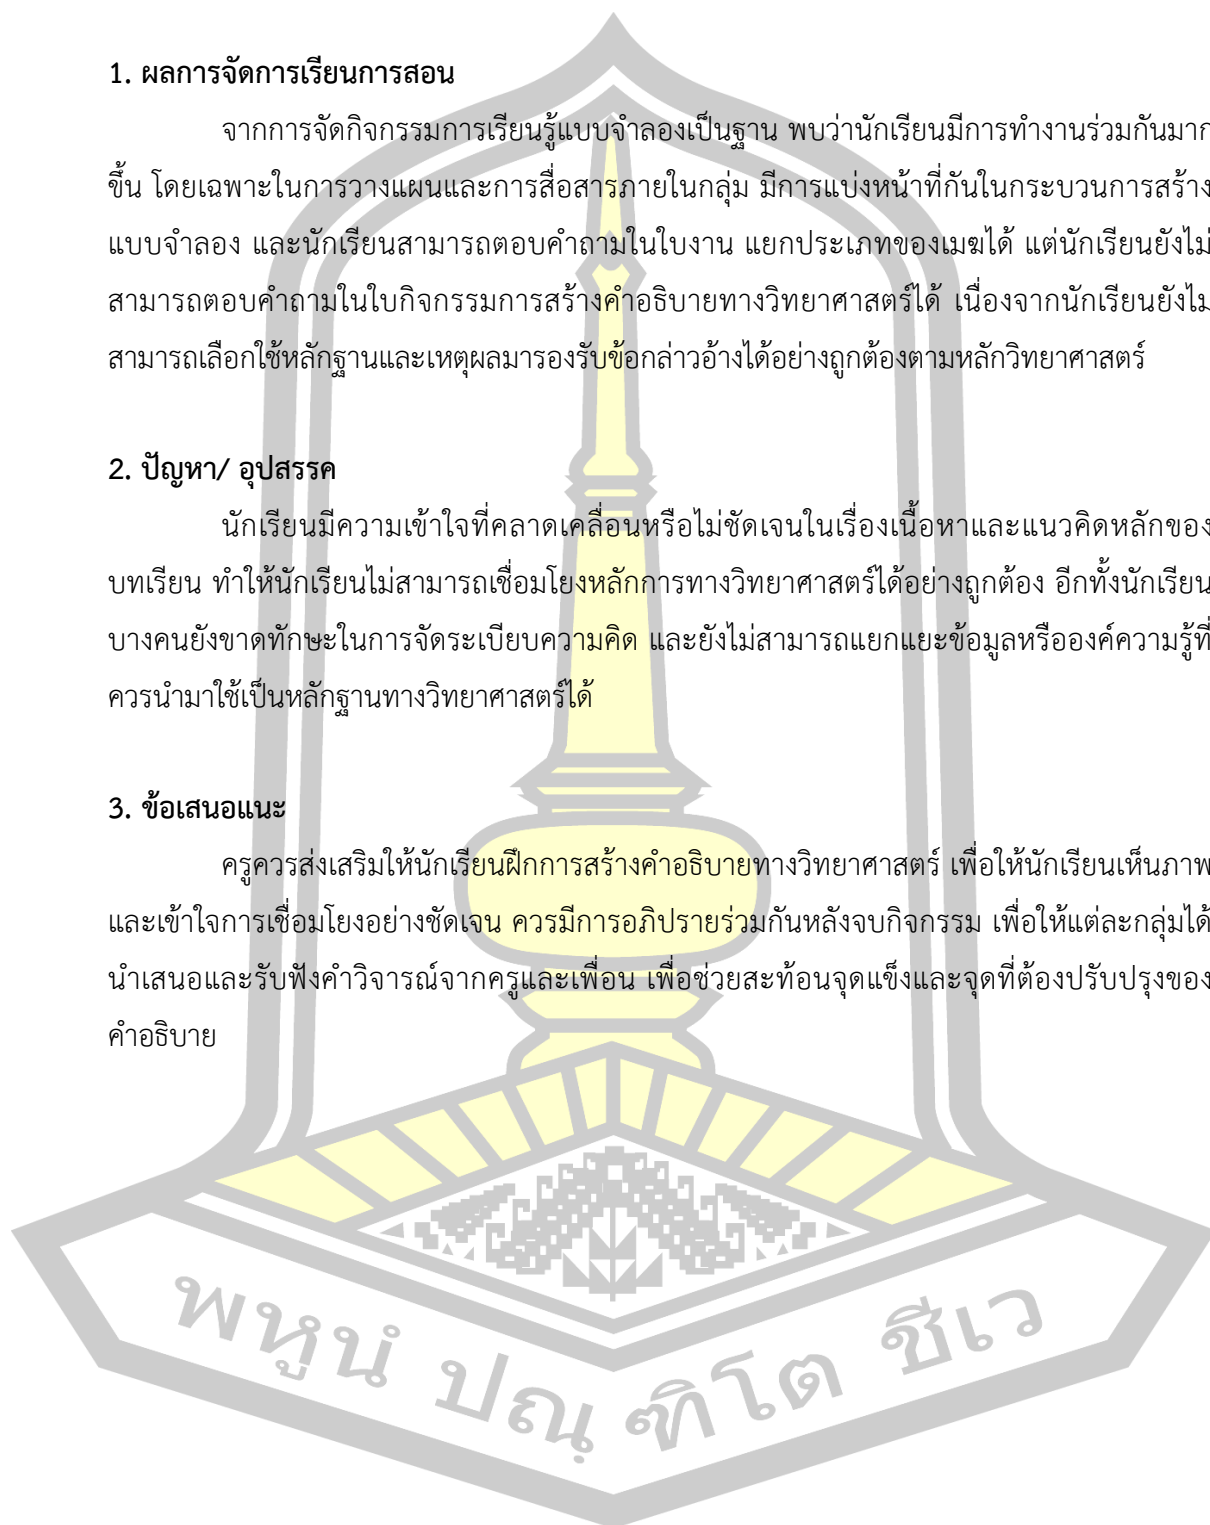 1. ผลการจัดการเรียนการสอน
จากการจัดกิจกรรมการเรียนรู้แบบจำลองเป็นฐาน พบว่านักเรียนมีการทำงานร่วมกันมาก
ขึ้น โดยเฉพาะในการวางแผนและการสื่อสารภายในกลุ่ม มีการแบ่งหน้าที่กันในกระบวนการสร้าง
แบบจำลอง และนักเรียนสามารถตอบคำถามในใบงาน แยกประเภทของเมฆได้ แต่นักเรียนยังไม่
สามารถตอบคำถามในใบกิจกรรมการสร้างคำอธิบายทางวิทยาศาสตร์ได้ เนื่องจากนักเรียนยังไม่
สามารถเลือกใช้หลักฐานและเหตุผลมารองรับข้อกล่าวอ้างได้อย่างถูกต้องตามหลักวิทยาศาสตร์
2. ปัญหา/ อุปสรรค
นักเรียนมีความเข้าใจที่คลาดเคลื่อนหรือไม่ชัดเจนในเรื่องเนื้อหาและแนวคิดหลักของ
บทเรียน ทำให้นักเรียนไม่สามารถเชื่อมโยงหลักการทางวิทยาศาสตร์ได้อย่างถูกต้อง อีกทั้งนักเรียน
บางคนยังขาดทักษะในการจัดระเบียบความคิด และยังไม่สามารถแยกแยะข้อมูลหรือองค์ความรู้ที่
ควรนำมาใช้เป็นหลักฐานทางวิทยาศาสตร์ได้
3. ข้อเสนอแนะ
ครูควรส่งเสริมให้นักเรียนฝึกการสร้างคำอธิบายทางวิทยาศาสตร์ เพื่อให้นักเรียนเห็นภาพ
และเข้าใจการเชื่อมโยงอย่างชัดเจน ควรมีการอภิปรายร่วมกันหลังจบกิจกรรม เพื่อให้แต่ละกลุ่มได้
นำเสนอและรับฟังคำวิจารณ์จากครูและเพื่อน เพื่อช่วยสะท้อนจุดแข็งและจุดที่ต้องปรับปรุงของ
คำอธิบาย
พหูนํ ปณฺ ฑิโต ชีเว